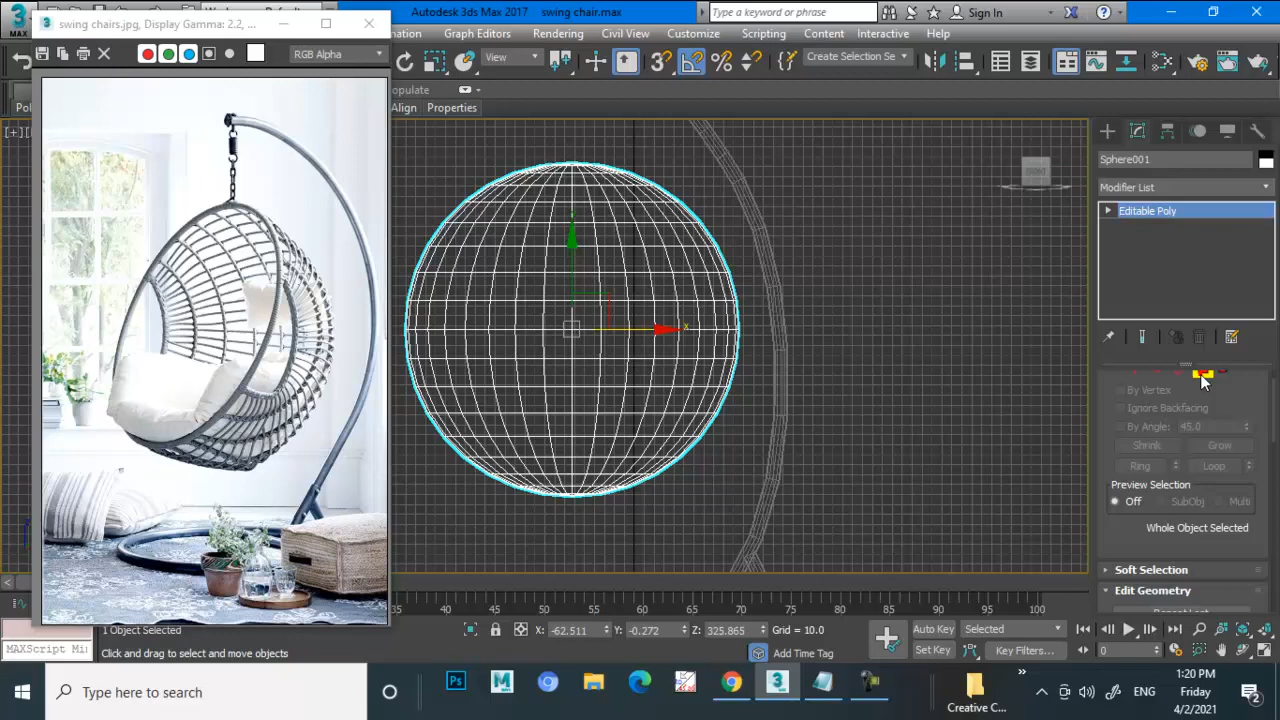 swing chairs.jpg, Display Gamma: 2.2, ...
Autodesk 3ds Max 2017    swing chair.max
Type a keyword or phrase
Sign In
MAX
Graph Editors
Rendering
Civil View
Customize
Scripting
Content
Interactive
Help
RGB Alpha
View
Create Selection Se
Align
Properties
Sphere001
Modifier List
Editable Poly
FRONT
x
By Vertex
Ignore Backfacing
By Angle: 45.0
Shrink
Grow
Ring
Loop
Preview Selection
Off
SubObj
Multi
Whole Object Selected
Soft Selection
Edit Geometry
35 40 45 50 55 60 65 70 75 80 85 90 95 100
1 Object Selected
X: -62.511
Y: -0.272
Z: 325.865
Grid = 10.0
Auto Key
Selected
MAXScript Mi
Click and drag to select and move objects
Add Time Tag
Set Key
Key Filters...
0
Type here to search
Creative C...
ENG
1:20 PM
Friday
4/2/2021
2